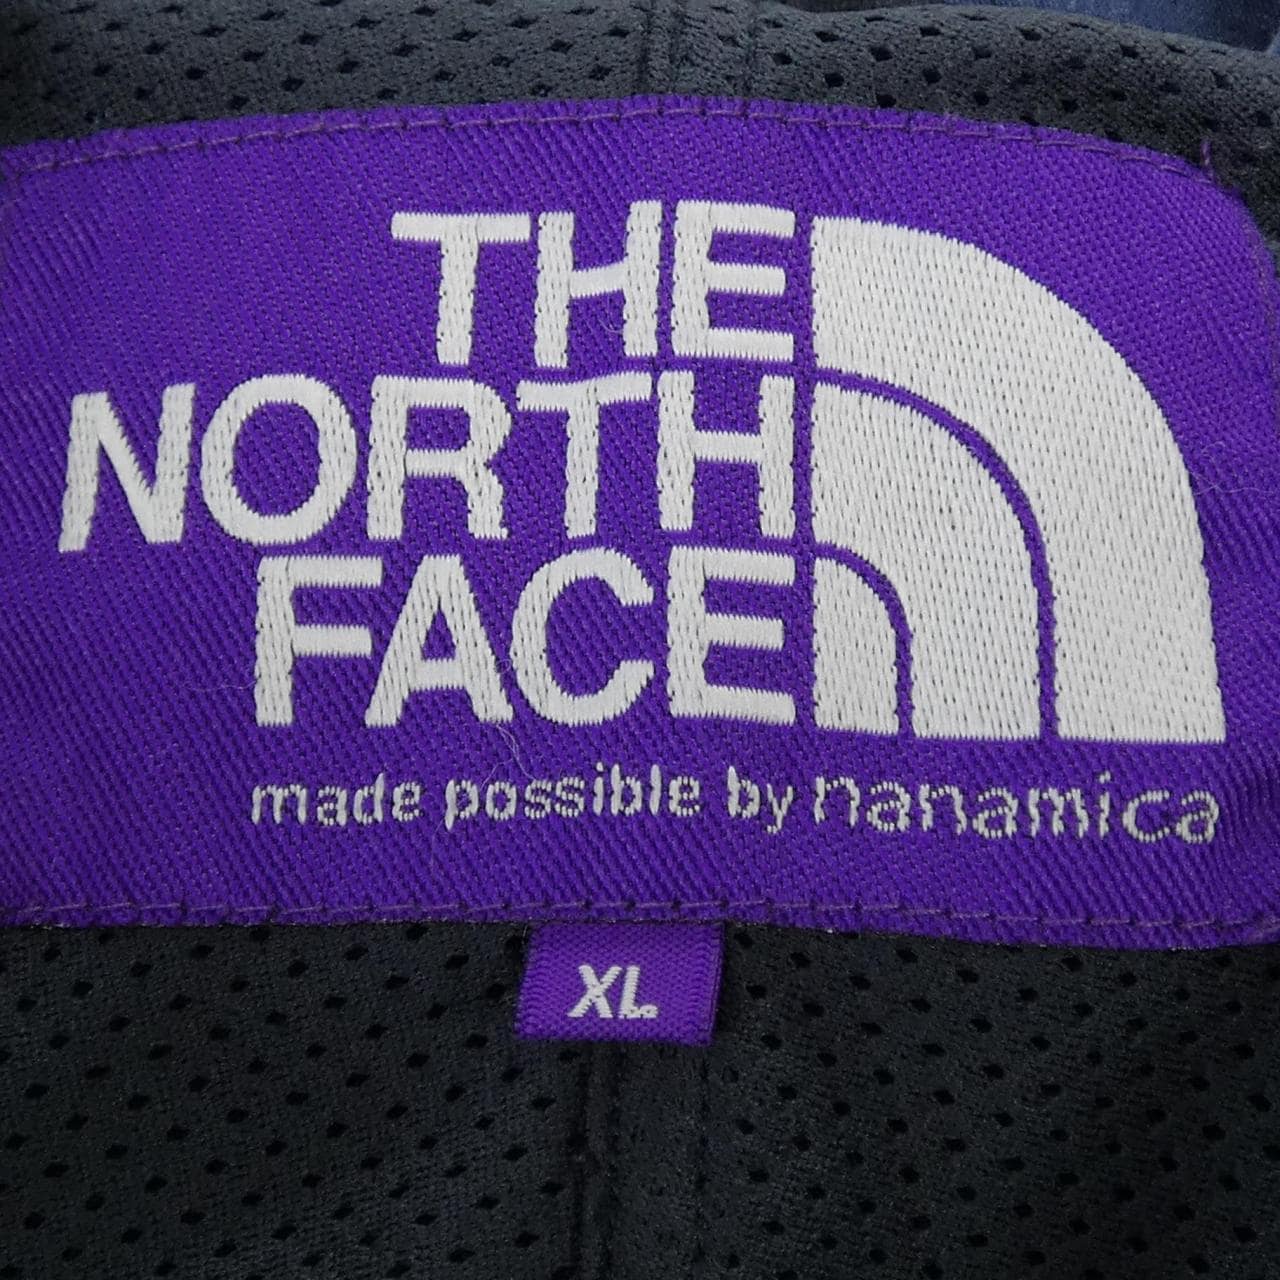 THE
NORTH
FACE
made possible by nanamica
XL